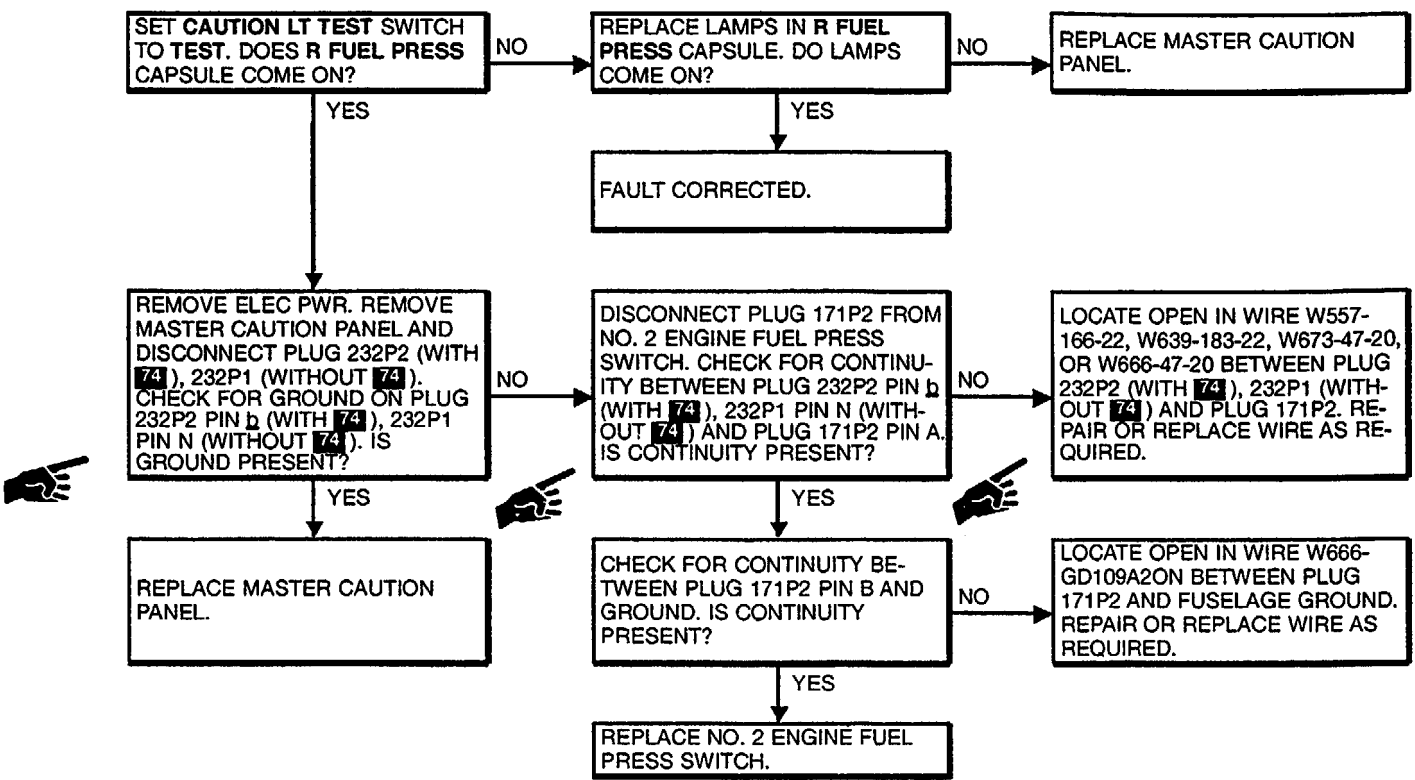 SET CAUTION LT TEST SWITCH
TO TEST. DOES R FUEL PRESS
CAPSULE COME ON?
NO
REPLACE LAMPS IN R FUEL
PRESS CAPSULE. DO LAMPS
COME ON?
NO
REPLACE MASTER CAUTION
PANEL.
YES
YES
FAULT CORRECTED.
REMOVE ELEC PWR. REMOVE
MASTER CAUTION PANEL AND
DISCONNECT PLUG 232P2 (WITH
74 ), 232P1 (WITHOUT 74 ).
CHECK FOR GROUND ON PLUG
232P2 PIN b (WITH 74 ), 232P1
PIN N (WITHOUT 74 ). IS
GROUND PRESENT?
NO
DISCONNECT PLUG 171P2 FROM
NO. 2 ENGINE FUEL PRESS
SWITCH. CHECK FOR CONTINU-
ITY BETWEEN PLUG 232P2 PIN b
(WITH 74 ), 232P1 PIN N (WITH-
OUT 74 ) AND PLUG 171P2 PIN A.
IS CONTINUITY PRESENT?
NO
LOCATE OPEN IN WIRE W557-
166-22, W639-183-22, W673-47-20,
OR W666-47-20 BETWEEN PLUG
232P2 (WITH 74 ), 232P1 (WITH-
OUT 74 ) AND PLUG 171P2. RE-
PAIR OR REPLACE WIRE AS RE-
QUIRED.
YES
YES
REPLACE MASTER CAUTION
PANEL.
CHECK FOR CONTINUITY BE-
TWEEN PLUG 171P2 PIN B AND
GROUND. IS CONTINUITY
PRESENT?
NO
LOCATE OPEN IN WIRE W666-
GD109A2ON BETWEEN PLUG
171P2 AND FUSELAGE GROUND.
REPAIR OR REPLACE WIRE AS
REQUIRED.
YES
REPLACE NO. 2 ENGINE FUEL
PRESS SWITCH.